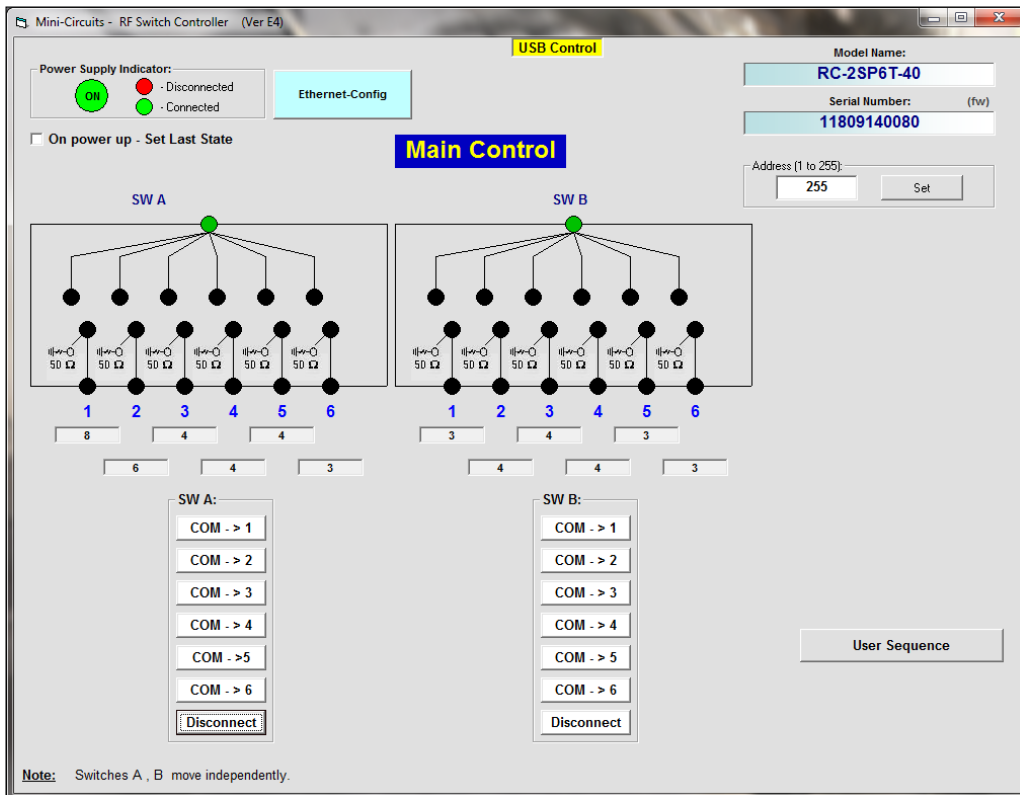 Mini-Circuits - RF Switch Controller (Ver E4)
USB Control
Power Supply Indicator:
ON
- Disconnected
- Connected
Ethernet-Config
Model Name:
RC-2SP6T-40
Serial Number: (fw)
11809140080
On power up - Set Last State
Main Control
Address (1 to 255):
255 Set
SW A SW B
50 Ω 50 Ω 50 Ω 50 Ω 50 Ω 50 Ω 50 Ω 50 Ω 50 Ω 50 Ω 50 Ω 50 Ω
1 2 3 4 5 6 1 2 3 4 5 6
8 4 4 3 4 3
6 4 3 4 4 3
SW A:
COM - > 1
COM - > 2
COM - > 3
COM - > 4
COM - >5
COM - > 6
Disconnect
SW B:
COM - > 1
COM - > 2
COM - > 3
COM - > 4
COM - > 5
COM - > 6
Disconnect
User Sequence
Note: Switches A , B move independently.